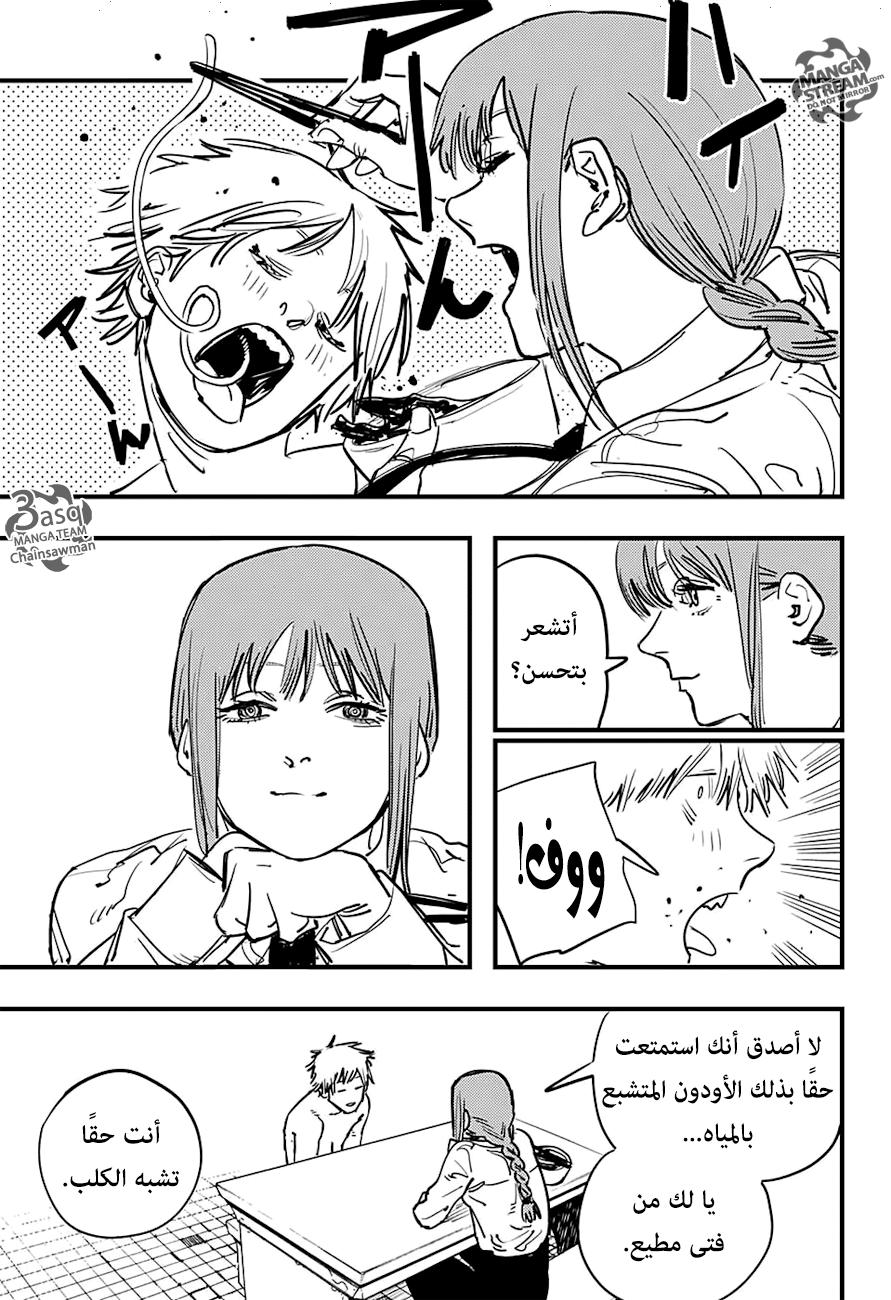 アーん
アーん
MANGA
STREAM.com
DO NOT MIRROR
3asq
MANGA TEAM
Chainsawman
أتشعر
بتحسن؟
ووف!
لا أصدق أنك استمتعت
حقًا بذلك الأودون المتشبع
بالمياه...
يا لك من
فتى مطيع.
أنت حقًا
تشبه الكلب.